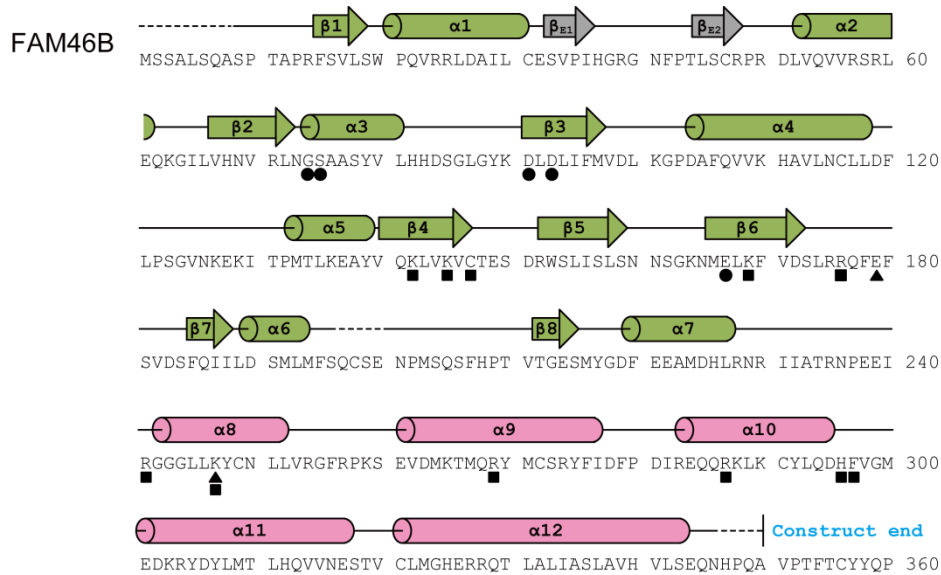 β1 α1 βE1 βE2 α2
FAM46B
MSSALSQASP TAPRFSVLSW PQVRRLDAIL CESVPIHGRG NFPTLSCRPR DLVQVVRSRL 60
β2 α3 β3 α4
EQKGILVHNV RLNGSAASYV LHHDSGLGYK DLDLIFMVDL KGPDAFQVVK HAVLNCLLDF 120
α5 β4 β5 β6
LPSGVNKEKI TPMTLKEAYV QKLVKVCTES DRWSLISLSN NSGKNMELKF VDSLRRQFEF 180
β7 α6 β8 α7
SVDSFQIILD SMLMFSQCSE NPMSQSFHPT VTGESMYGDF EEAMDHLRNR IIATRNPEEI 240
α8 α9 α10
RGGGLLKYCN LLVRGFRPKS EVDMKTMQRY MCSRYFIDFP DIREQQRKLK CYLQDHFVGM 300
α11 α12 Construct end
EDKRYDYLMT LHQVVNESTV CLMGHERRQT LALIASLAVH VLSEQNHPQA VPTFTCYYQP 360